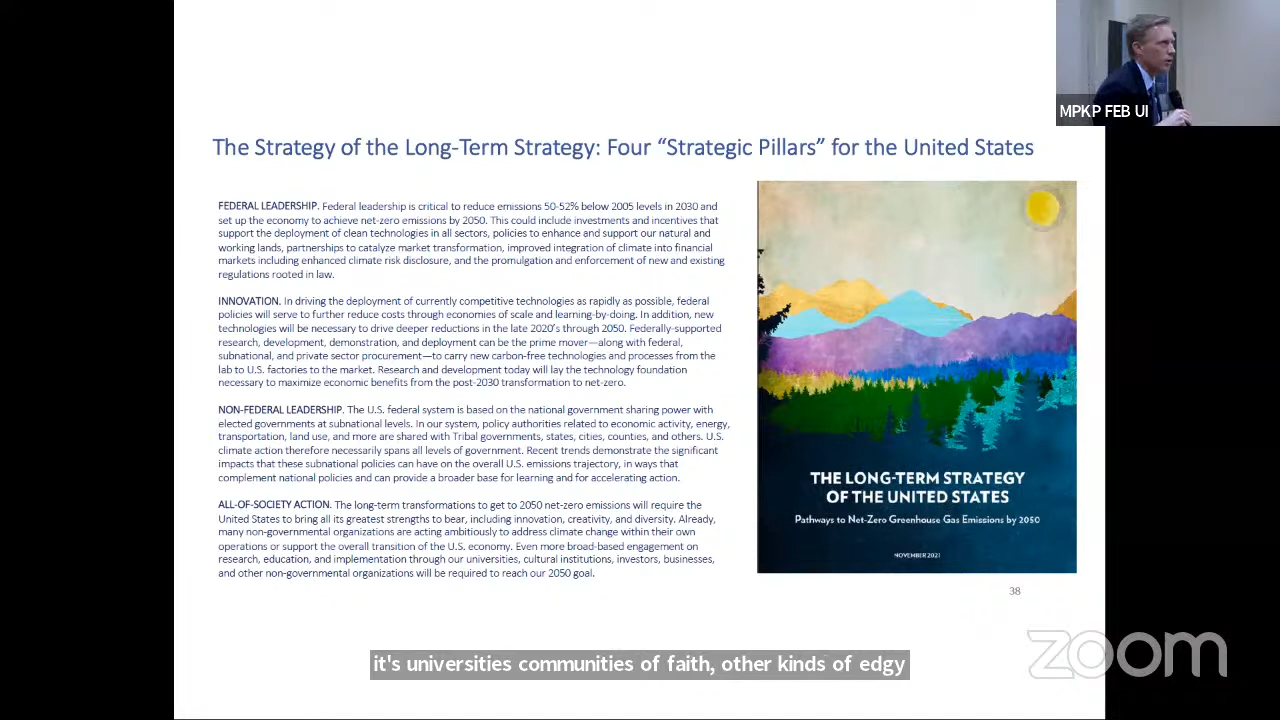 MPKP FEB UI
The Strategy of the Long-Term Strategy: Four “Strategic Pillars” for the United States
FEDERAL LEADERSHIP. Federal leadership is critical to reduce emissions 50-52% below 2005 levels in 2030 and
set up the economy to achieve net-zero emissions by 2050. This could include investments and incentives that
support the deployment of clean technologies in all sectors, policies to enhance and support our natural and
working lands, partnerships to catalyze market transformation, improved integration of climate into financial
markets including enhanced climate risk disclosure, and the promulgation and enforcement of new and existing
regulations rooted in law.
INNOVATION. In driving the deployment of currently competitive technologies as rapidly as possible, federal
policies will serve to further reduce costs through economies of scale and learning-by-doing. In addition, new
technologies will be necessary to drive deeper reductions in the late 2020’s through 2050. Federally-supported
research, development, demonstration, and deployment can be the prime mover—along with federal,
subnational, and private sector procurement—to carry new carbon-free technologies and processes from the
lab to U.S. factories to the market. Research and development today will lay the technology foundation
necessary to maximize economic benefits from the post-2030 transformation to net-zero.
NON-FEDERAL LEADERSHIP. The U.S. federal system is based on the national government sharing power with
elected governments at subnational levels. In our system, policy authorities related to economic activity, energy,
transportation, land use, and more are shared with Tribal governments, states, cities, counties, and others. U.S.
climate action therefore necessarily spans all levels of government. Recent trends demonstrate the significant
impacts that these subnational policies can have on the overall U.S. emissions trajectory, in ways that
complement national policies and can provide a broader base for learning and for accelerating action.
ALL-OF-SOCIETY ACTION. The long-term transformations to get to 2050 net-zero emissions will require the
United States to bring all its greatest strengths to bear, including innovation, creativity, and diversity. Already,
many non-governmental organizations are acting ambitiously to address climate change within their own
operations or support the overall transition of the U.S. economy. Even more broad-based engagement on
research, education, and implementation through our universities, cultural institutions, investors, businesses,
and other non-governmental organizations will be required to reach our 2050 goal.
THE LONG-TERM STRATEGY
OF THE UNITED STATES
Pathways to Net-Zero Greenhouse Gas Emissions by 2050
NOVEMBER 2021
38
zoom
it's universities communities of faith, other kinds of edgy